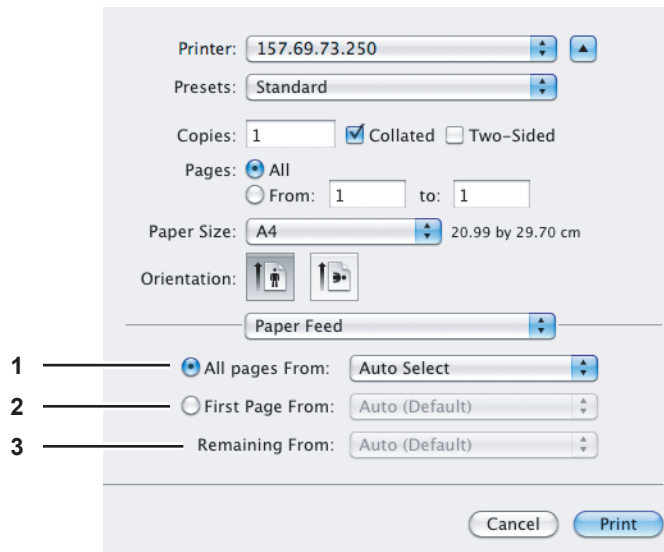 Printer: 157.69.73.250
Presets: Standard
Copies: 1 Collated Two-Sided
Pages: All
From: 1 to: 1
Paper Size: A4 20.99 by 29.70 cm
Orientation:
Paper Feed
1 All pages From: Auto Select
2 First Page From: Auto (Default)
3 Remaining From: Auto (Default)
Cancel Print